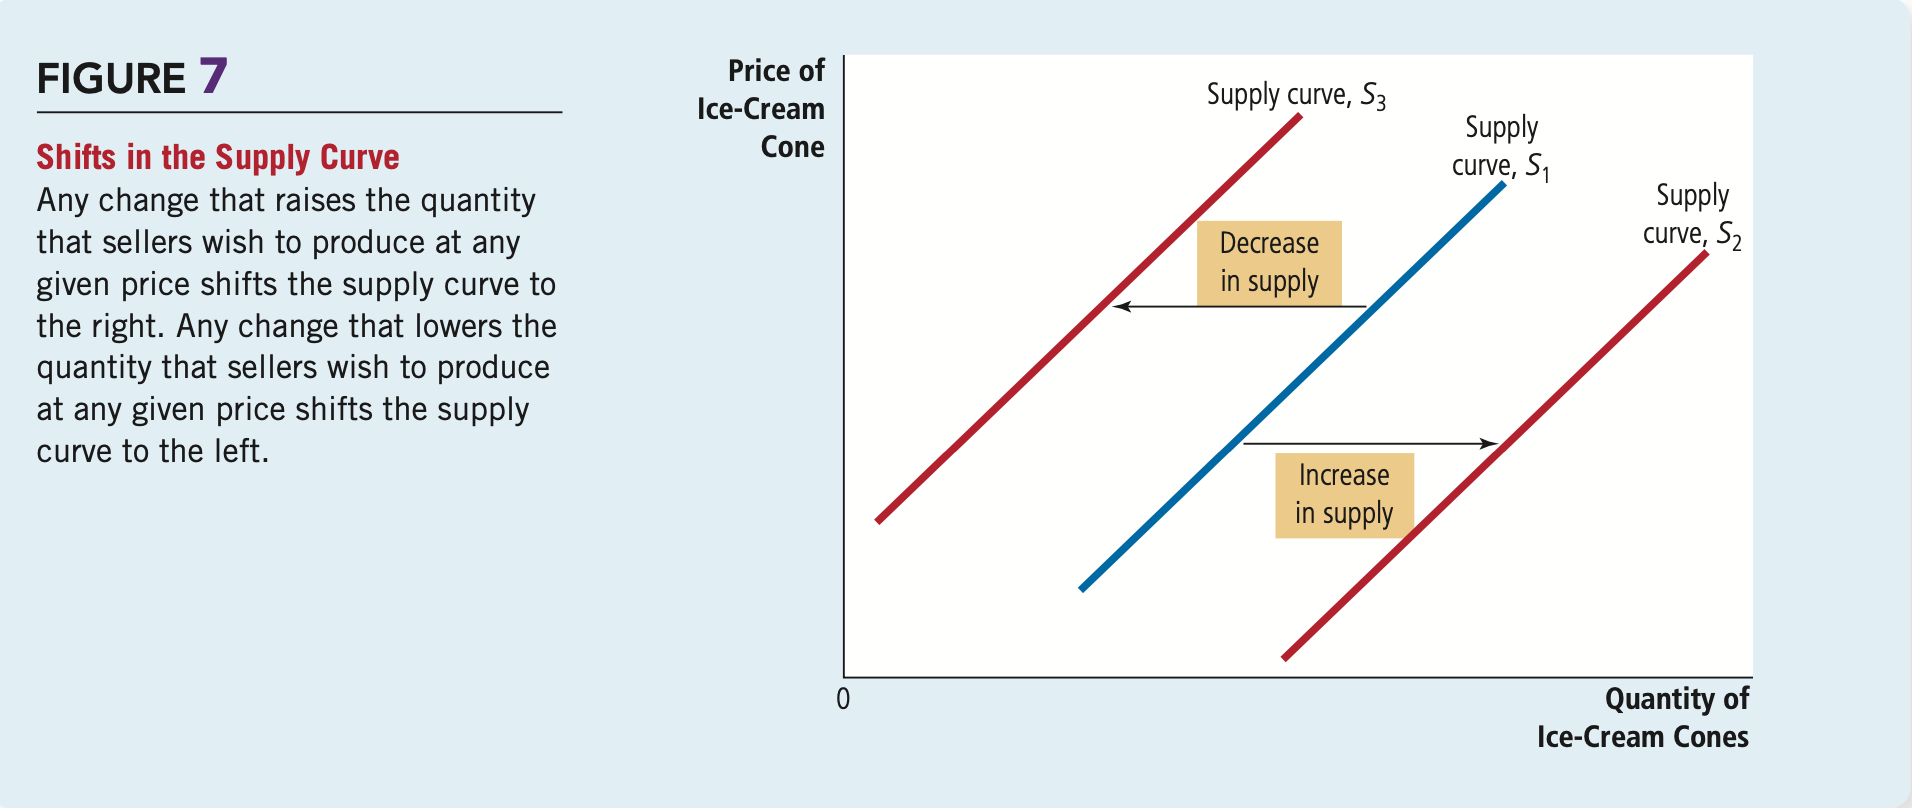 FIGURE 7
Shifts in the Supply Curve
Any change that raises the quantity
that sellers wish to produce at any
given price shifts the supply curve to
the right. Any change that lowers the
quantity that sellers wish to produce
at any given price shifts the supply
curve to the left.
Price of
Ice-Cream
Cone
Supply curve, S₃
Supply
curve, S₁
Supply
curve, S₂
Decrease
in supply
Increase
in supply
0
Quantity of
Ice-Cream Cones